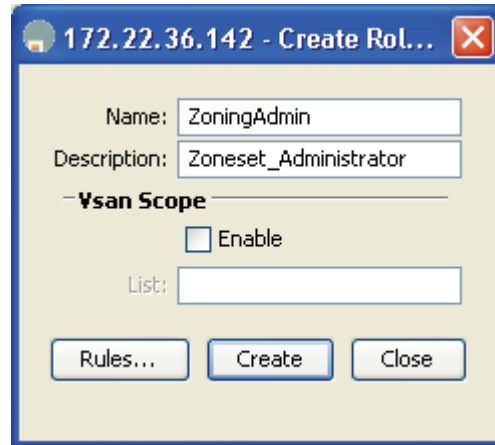 172.22.36.142 - Create Rol...
Name: ZoningAdmin
Description: Zoneset_Administrator
Vsan Scope
Enable
List:
Rules... Create Close